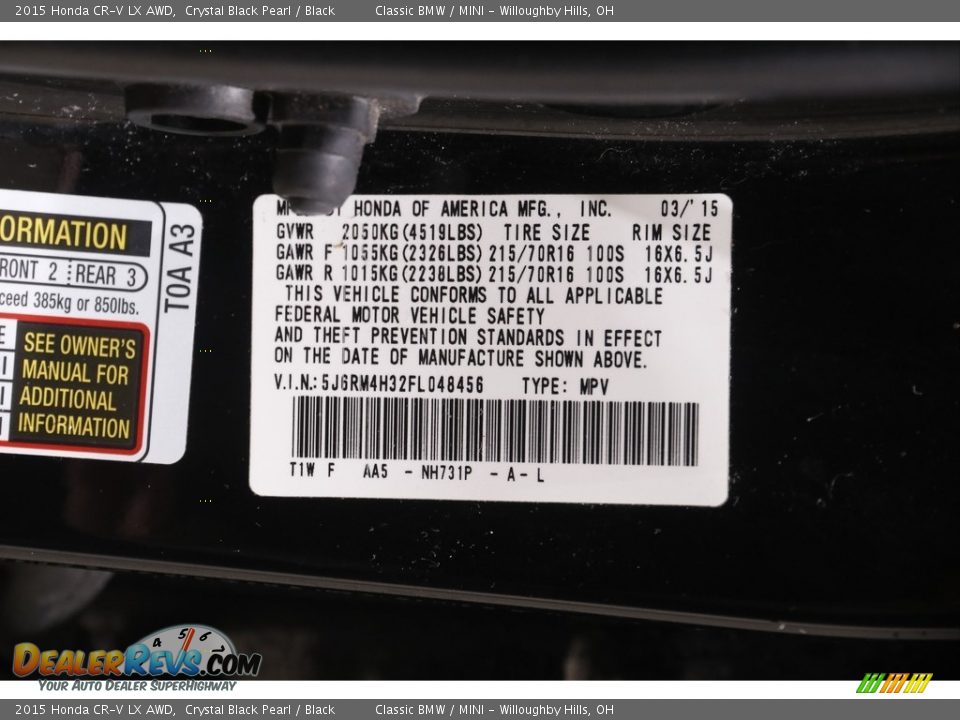 2015 Honda CR-V LX AWD,  Crystal Black Pearl / Black          Classic BMW / MINI - Willoughby Hills, OH
HONDA OF AMERICA MFG., INC.   03/'15
GVWR   2050KG(4519LBS)  TIRE SIZE    RIM SIZE
GAWR F 1055KG(2326LBS) 215/70R16 100S  16X6.5J
GAWR R 1015KG(2238LBS) 215/70R16 100S  16X6.5J
THIS VEHICLE CONFORMS TO ALL APPLICABLE
FEDERAL MOTOR VEHICLE SAFETY
AND THEFT PREVENTION STANDARDS IN EFFECT
ON THE DATE OF MANUFACTURE SHOWN ABOVE.
V.I.N.: 5J6RM4H32FL048456    TYPE: MPV
T1W F   AA5  - NH731P  - A - L
ORMATION
RONT 2 REAR 3
ceed 385kg or 850lbs.
SEE OWNER'S
MANUAL FOR
ADDITIONAL
INFORMATION
T0A A3
4 5 6
DEALERREVS.COM
YOUR AUTO DEALER SUPERHIGHWAY
2015 Honda CR-V LX AWD,  Crystal Black Pearl / Black          Classic BMW / MINI - Willoughby Hills, OH